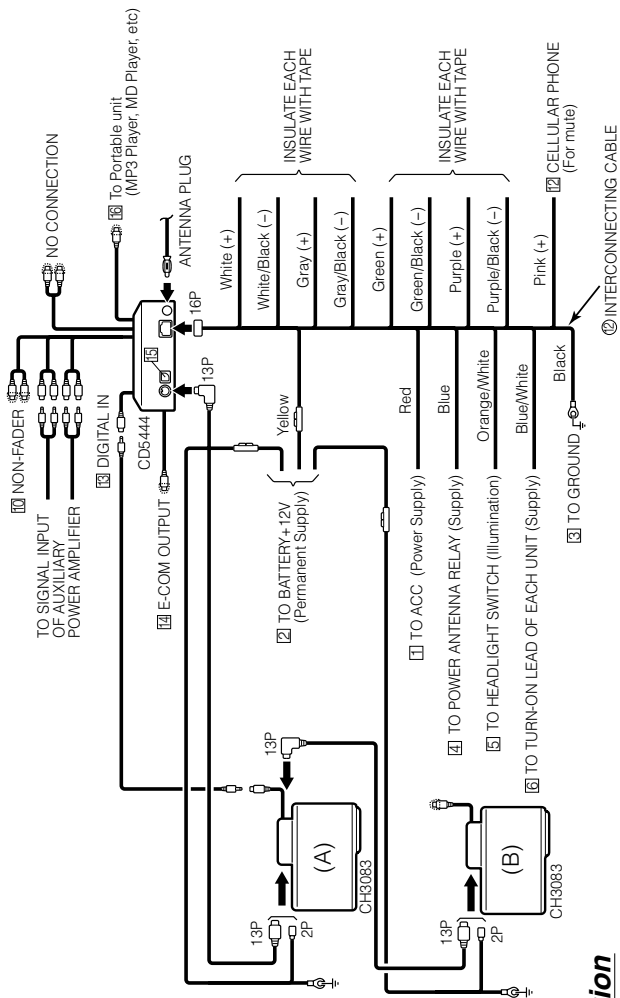 10 NON-FADER
NO CONNECTION
16 To Portable unit
(MP3 Player, MD Player, etc)
TO SIGNAL INPUT
OF AUXILIARY
POWER AMPLIFIER
13 DIGITAL IN
CD5444
15
ANTENNA PLUG
14 E-COM OUTPUT
13P
16P
2 TO BATTERY+12V
(Permanent Supply)
Yellow
White (+)
White/Black (–)
Gray (+)
Gray/Black (–)
INSULATE EACH
WIRE WITH TAPE
Green (+)
Green/Black (–)
Purple (+)
Purple/Black (–)
INSULATE EACH
WIRE WITH TAPE
1 TO ACC (Power Supply)
Red
4 TO POWER ANTENNA RELAY (Supply)
Blue
5 TO HEADLIGHT SWITCH (Illumination)
Orange/White
6 TO TURN-ON LEAD OF EACH UNIT (Supply)
Blue/White
Pink (+)
12 CELLULAR PHONE
(For mute)
3 TO GROUND
Black
⑫ INTERCONNECTING CABLE
13P
(A)
CH3083
13P
2P
(B)
CH3083
13P
2P
ion